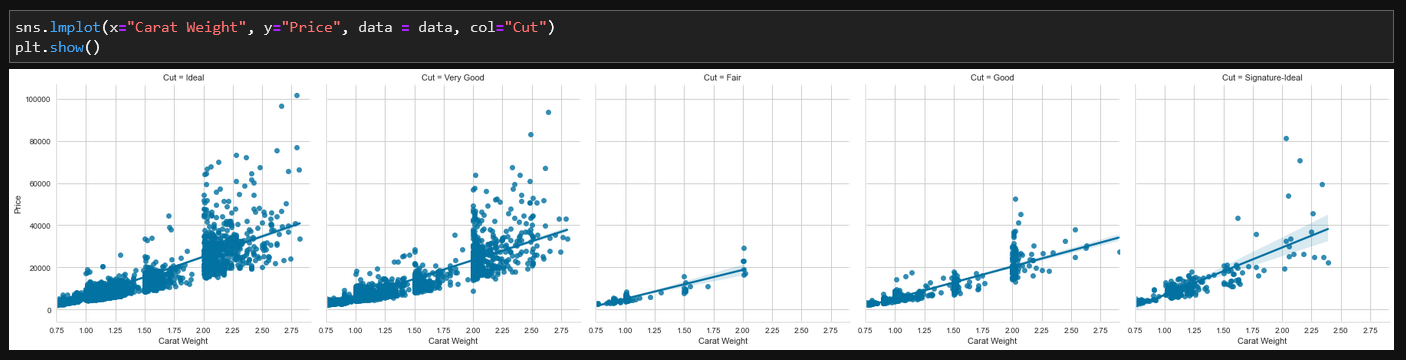 sns.lmplot(x="Carat Weight", y="Price", data = data, col="Cut")
plt.show()
Cut = Ideal
Cut = Very Good
Cut = Fair
Cut = Good
Cut = Signature-Ideal
Price
100000
80000
60000
40000
20000
0
0.75 1.00 1.25 1.50 1.75 2.00 2.25 2.50 2.75
0.75 1.00 1.25 1.50 1.75 2.00 2.25 2.50 2.75
0.75 1.00 1.25 1.50 1.75 2.00 2.25 2.50 2.75
0.75 1.00 1.25 1.50 1.75 2.00 2.25 2.50 2.75
0.75 1.00 1.25 1.50 1.75 2.00 2.25 2.50 2.75
Carat Weight
Carat Weight
Carat Weight
Carat Weight
Carat Weight